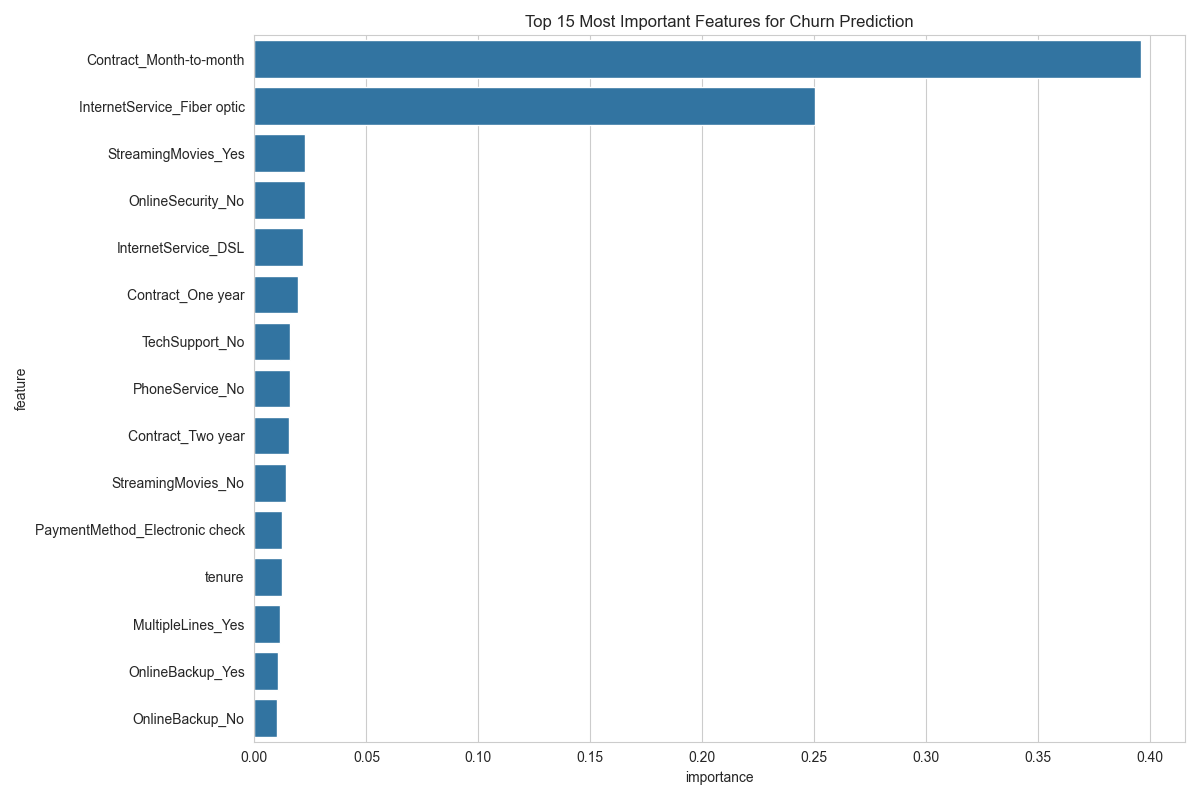 Top 15 Most Important Features for Churn Prediction
feature
Contract_Month-to-month
InternetService_Fiber optic
StreamingMovies_Yes
OnlineSecurity_No
InternetService_DSL
Contract_One year
TechSupport_No
PhoneService_No
Contract_Two year
StreamingMovies_No
PaymentMethod_Electronic check
tenure
MultipleLines_Yes
OnlineBackup_Yes
OnlineBackup_No
0.00 0.05 0.10 0.15 0.20 0.25 0.30 0.35 0.40
importance